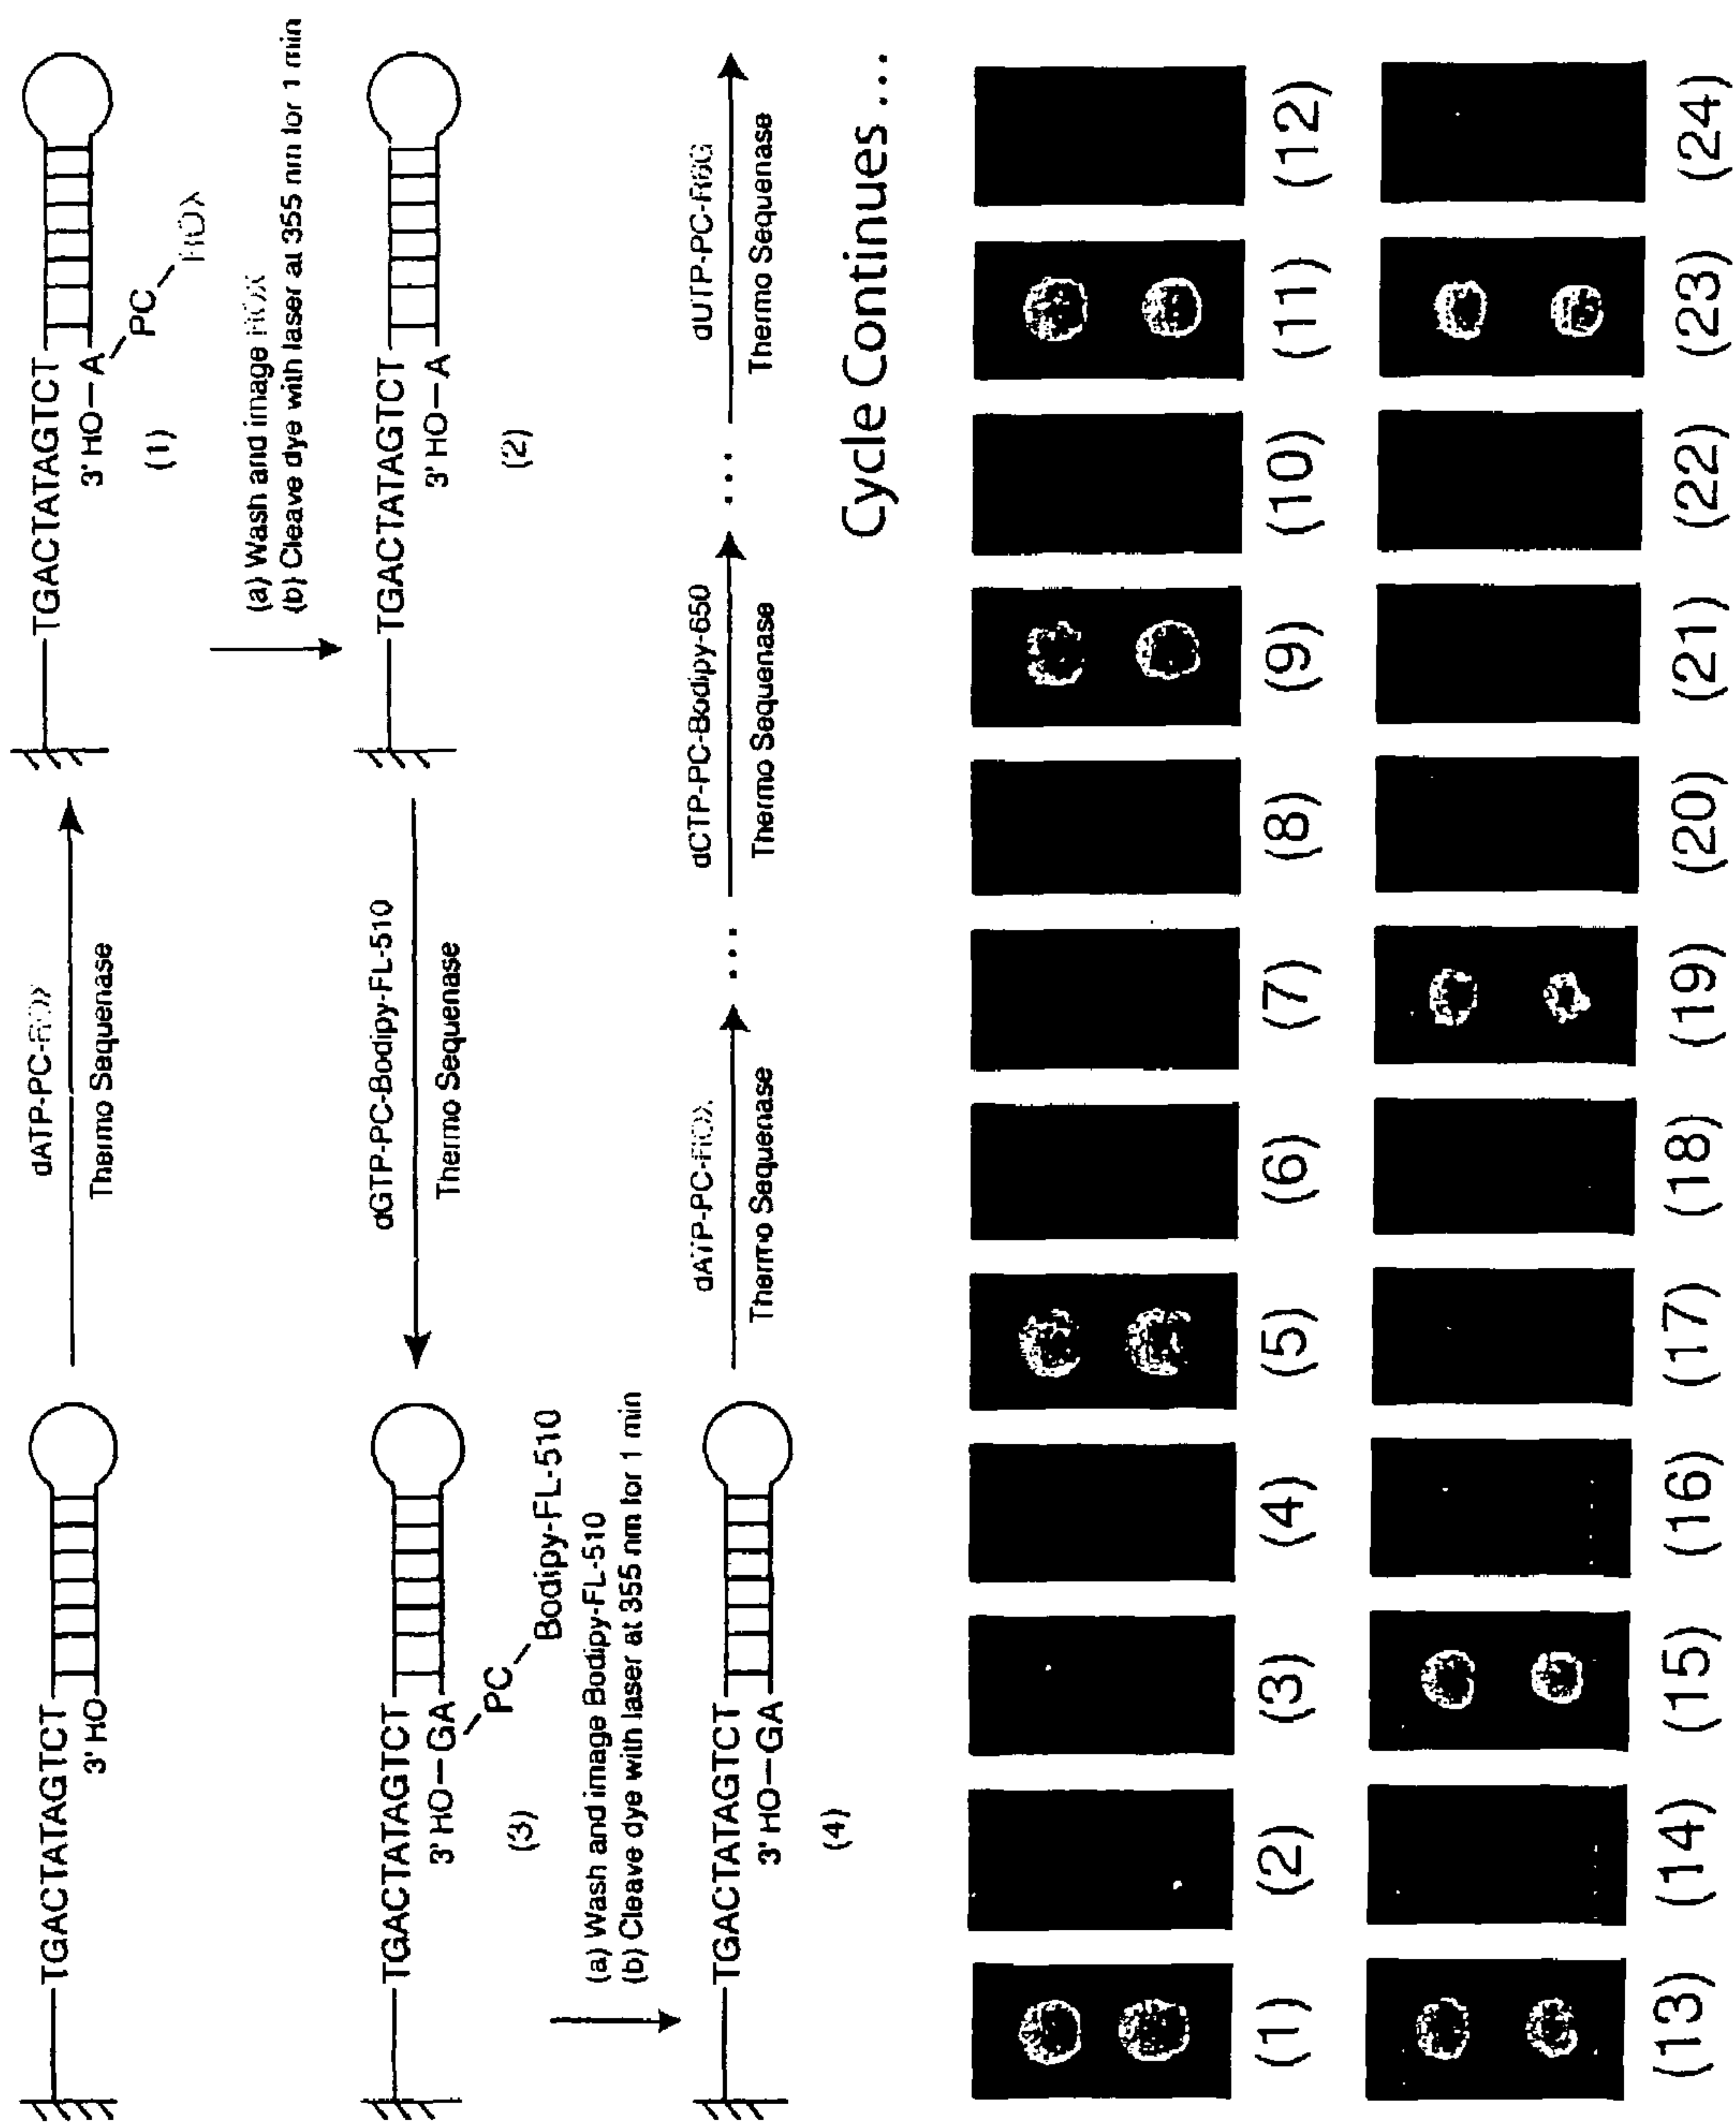 TGACTATAGTCT
3' HO
dATP-PC-ROX
Thermo Sequenase
TGACTATAGTCT
3' HO—A
PC
ROX
(1)
(a) Wash and image ROX
(b) Cleave dye with laser at 355 nm for 1 min
TGACTATAGTCT
3' HO—A
(2)
dGTP-PC-Bodipy-FL-510
Thermo Sequenase
TGACTATAGTCT
3' HO—GA
PC
Bodipy-FL-510
(3)
(a) Wash and image Bodipy-FL-510
(b) Cleave dye with laser at 355 nm for 1 min
TGACTATAGTCT
3' HO—GA
(4)
dATP-PC-ROX
Thermo Sequenase
...
dCTP-PC-Bodipy-650
Thermo Sequenase
...
dUTP-PC-R6G
Thermo Sequenase
Cycle Continues ...
(1) (2) (3) (4) (5) (6) (7) (8) (9) (10) (11) (12)
(13) (14) (15) (16) (17) (18) (19) (20) (21) (22) (23) (24)